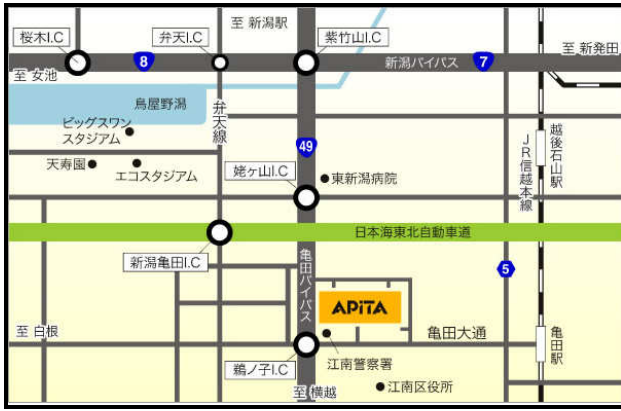 至 新潟駅
桜木I.C
弁天I.C
紫竹山I.C
至 新発田
8
新潟バイパス
7
至 女池
鳥屋野潟
弁天線
ビッグスワン
スタジアム
49
越後石山駅
JR信越本線
天寿園
エコスタジアム
姥ヶ山I.C
東新潟病院
日本海東北自動車道
新潟亀田I.C
亀田バイパス
5
APiTA
至 白根
亀田大通
亀田駅
江南警察署
鵜ノ子I.C
江南区役所
至 横越